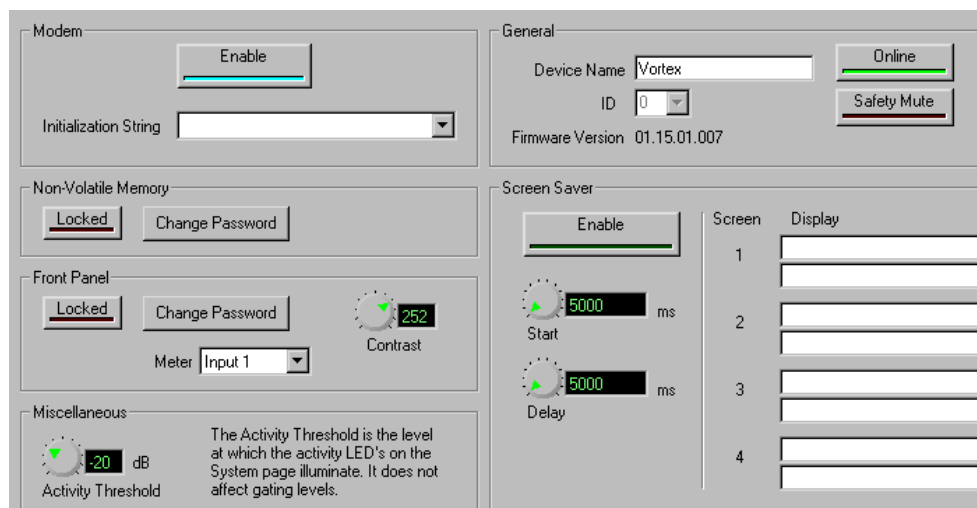 Modem
Enable
Initialization String
Non-Volatile Memory
Locked
Change Password
Front Panel
Locked
Change Password
252
Contrast
Meter
Input 1
Miscellaneous
-20 dB
Activity Threshold
The Activity Threshold is the level
at which the activity LED's on the
System page illuminate. It does not
affect gating levels.
General
Device Name
Vortex
Online
ID
0
Safety Mute
Firmware Version 01.15.01.007
Screen Saver
Enable
5000 ms
Start
5000 ms
Delay
Screen Display
1
2
3
4